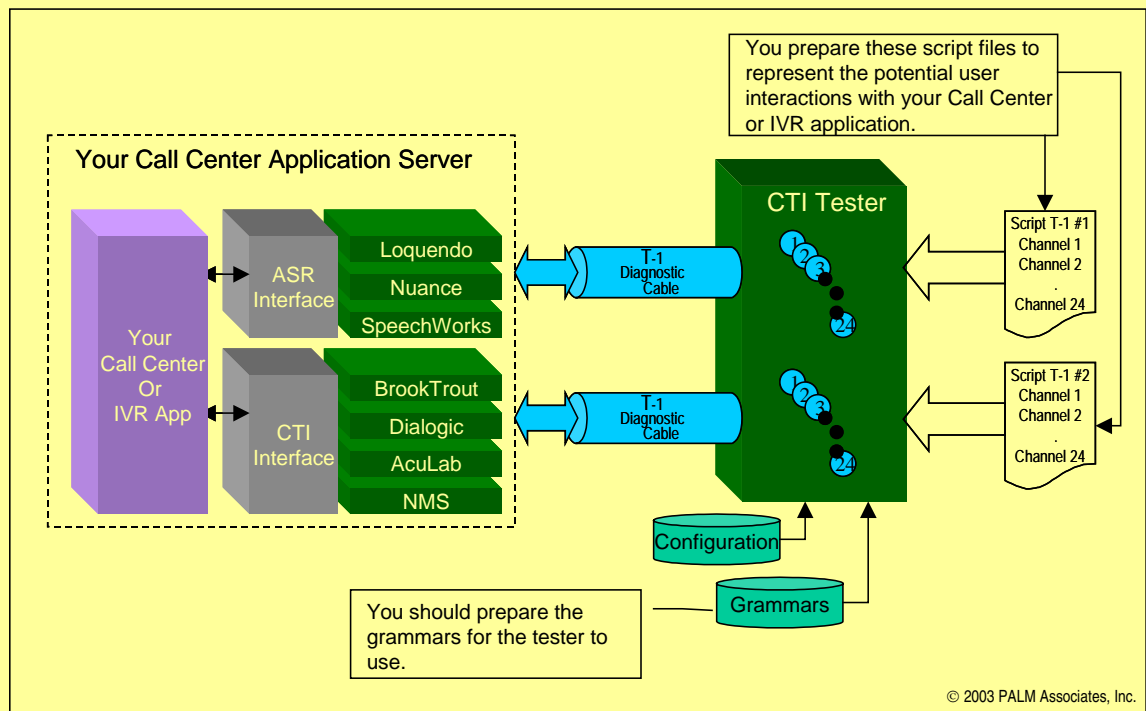 You prepare these script files to
represent the potential user
interactions with your Call Center
or IVR application.
Your Call Center Application Server
Your
Call Center
Or
IVR App
ASR
Interface
Loquendo
Nuance
SpeechWorks
CTI
Interface
BrookTrout
Dialogic
AcuLab
NMS
T-1
Diagnostic
Cable
T-1
Diagnostic
Cable
CTI Tester
1
2
3
24
1
2
3
24
Script T-1 #1
Channel 1
Channel 2
.
Channel 24
Script T-1 #2
Channel 1
Channel 2
.
Channel 24
Configuration
Grammars
You should prepare the
grammars for the tester to
use.
© 2003 PALM Associates, Inc.